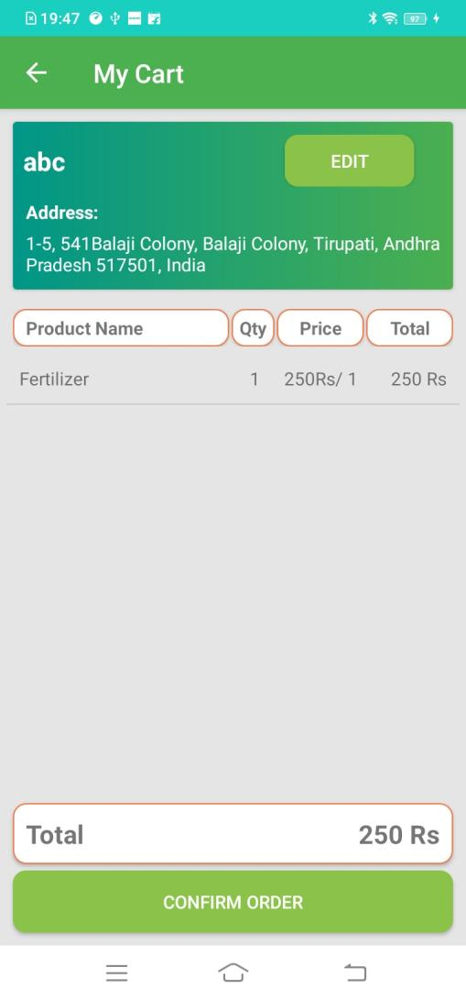 19:47
97
My Cart
abc
EDIT
Address:
1-5, 541Balaji Colony, Balaji Colony, Tirupati, Andhra
Pradesh 517501, India
Product Name Qty Price Total
Fertilizer 1 250Rs/ 1 250 Rs
Total 250 Rs
CONFIRM ORDER